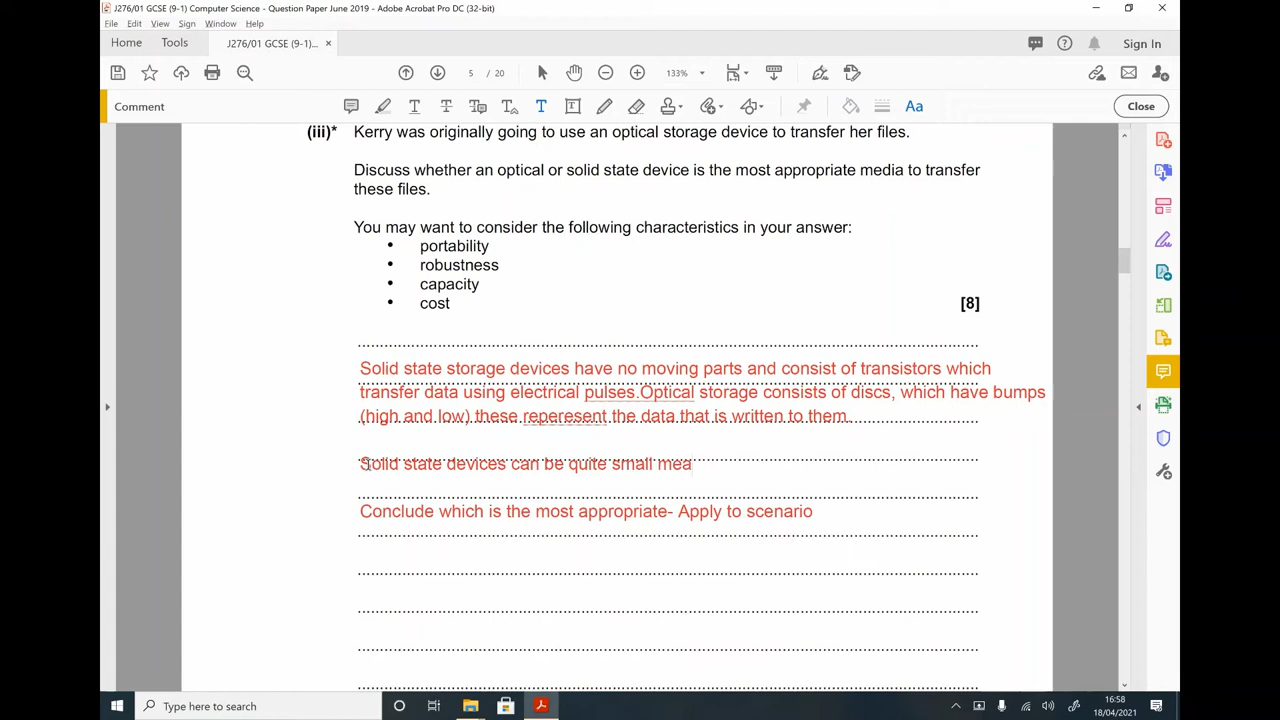 J276/01 GCSE (9-1) Computer Science - Question Paper June 2019 - Adobe Acrobat Pro DC (32-bit)
File Edit View Sign Window Help
Home Tools J276/01 GCSE (9-1)... × Sign In
5 / 20 133%
Comment Aa Close
(iii)* Kerry was originally going to use an optical storage device to transfer her files.
Discuss whether an optical or solid state device is the most appropriate media to transfer
these files.
You may want to consider the following characteristics in your answer:
• portability
• robustness
• capacity
• cost [8]
Solid state storage devices have no moving parts and consist of transistors which
transfer data using electrical pulses.Optical storage consists of discs, which have bumps
(high and low) these reperesent the data that is written to them.
Solid state devices can be quite small mea
Conclude which is the most appropriate- Apply to scenario
Type here to search
16:58
18/04/2021